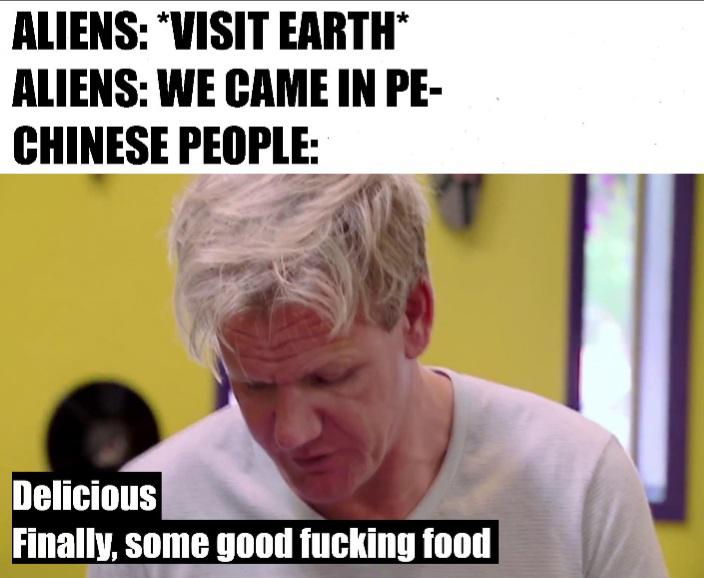 ALIENS: *VISIT EARTH*
ALIENS: WE CAME IN PE-
CHINESE PEOPLE:
Delicious
Finally, some good fucking food